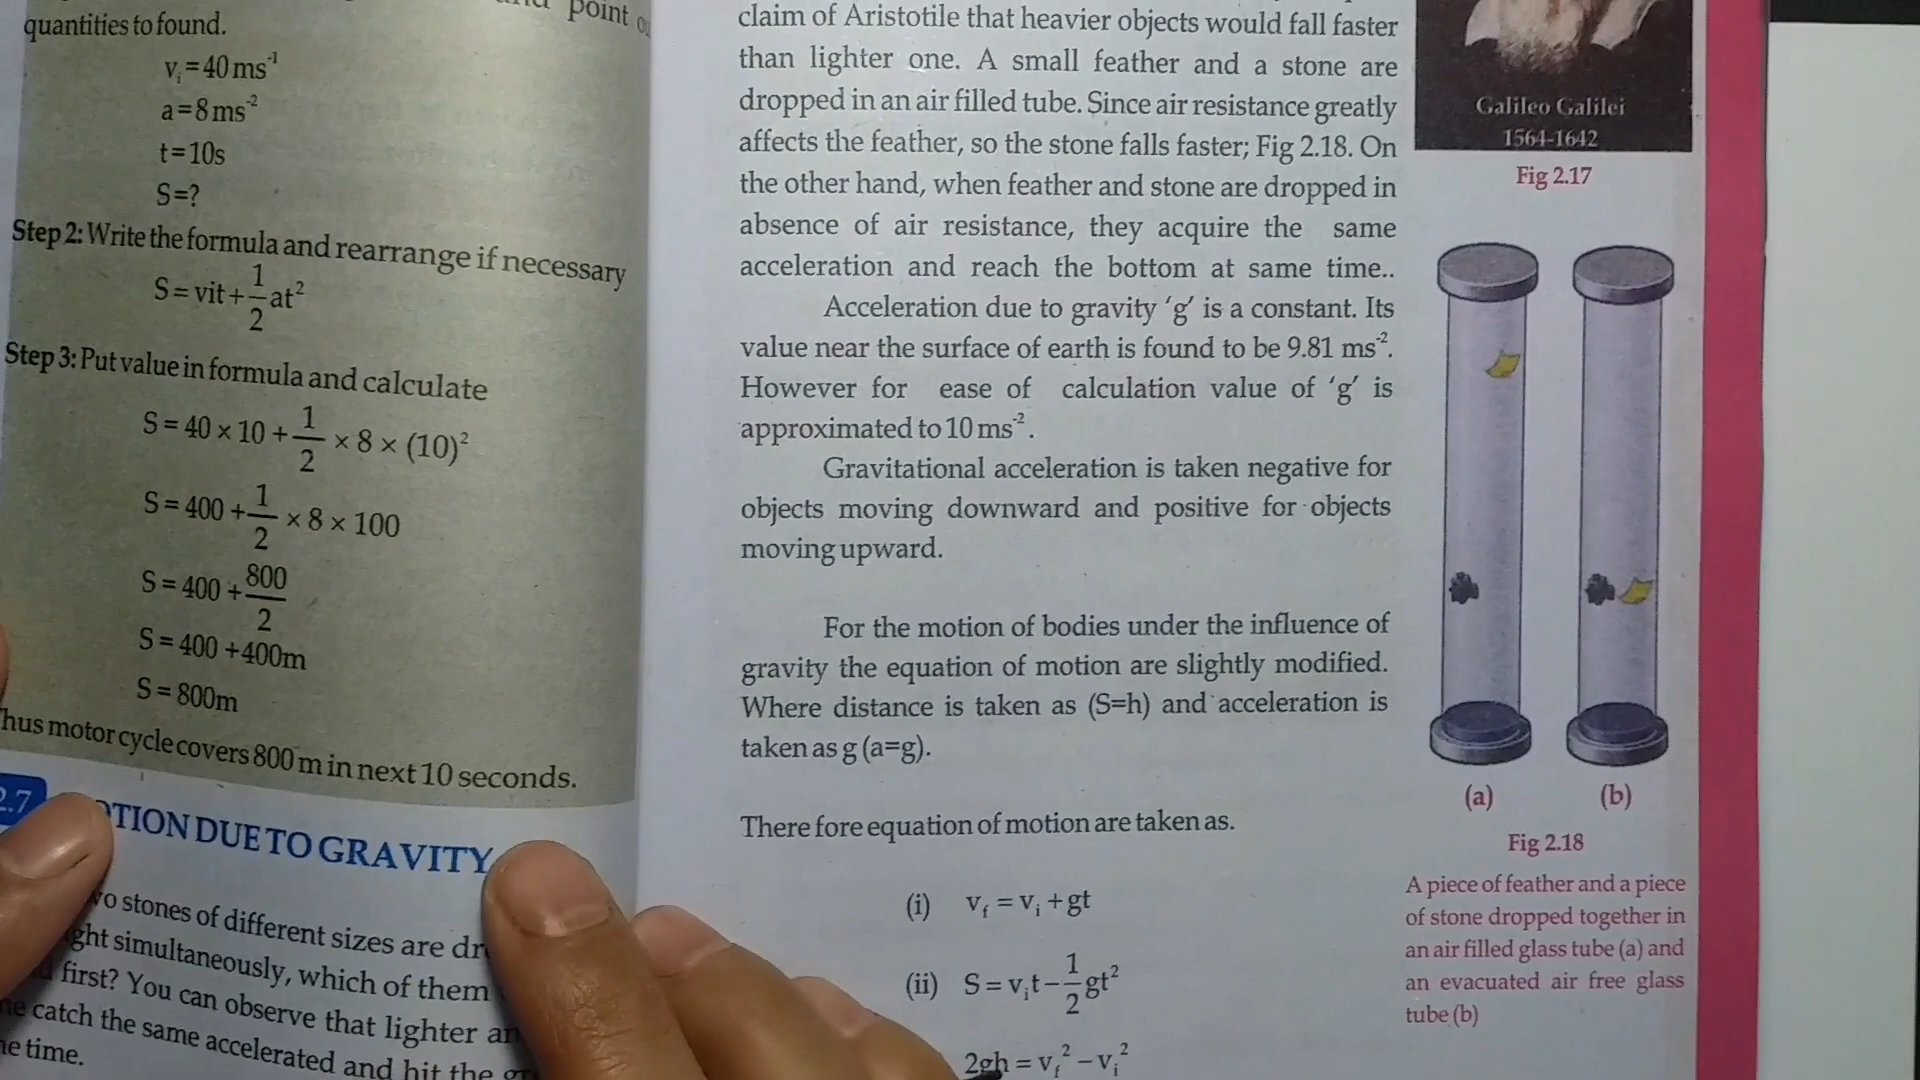 point
quantities to found.
vᵢ = 40 ms⁻¹
a = 8 ms⁻²
t = 10s
S = ?
Step 2: Write the formula and rearrange if necessary
S = vit + 1/2 at²
Step 3: Put value in formula and calculate
S = 40 × 10 + 1/2 × 8 × (10)²
S = 400 + 1/2 × 8 × 100
S = 400 + 800/2
S = 400 + 400m
S = 800m
hus motor cycle covers 800 m in next 10 seconds.
2.7 OTION DUE TO GRAVITY
wo stones of different sizes are dr
ght simultaneously, which of them
first? You can observe that lighter an
catch the same accelerated and hit the gr
time.
claim of Aristotile that heavier objects would fall faster
than lighter one. A small feather and a stone are
dropped in an air filled tube. Since air resistance greatly
affects the feather, so the stone falls faster; Fig 2.18. On
the other hand, when feather and stone are dropped in
absence of air resistance, they acquire the same
acceleration and reach the bottom at same time..
Acceleration due to gravity 'g' is a constant. Its
value near the surface of earth is found to be 9.81 ms⁻².
However for ease of calculation value of 'g' is
approximated to 10 ms⁻².
Gravitational acceleration is taken negative for
objects moving downward and positive for objects
moving upward.
For the motion of bodies under the influence of
gravity the equation of motion are slightly modified.
Where distance is taken as (S=h) and acceleration is
taken as g (a=g).
There fore equation of motion are taken as.
(i) v_f = vᵢ + gt
(ii) S = vᵢt − 1/2 gt²
2gh = v_f² − vᵢ²
Galileo Galilei
1564-1642
Fig 2.17
(a) (b)
Fig 2.18
A piece of feather and a piece
of stone dropped together in
an air filled glass tube (a) and
an evacuated air free glass
tube (b)